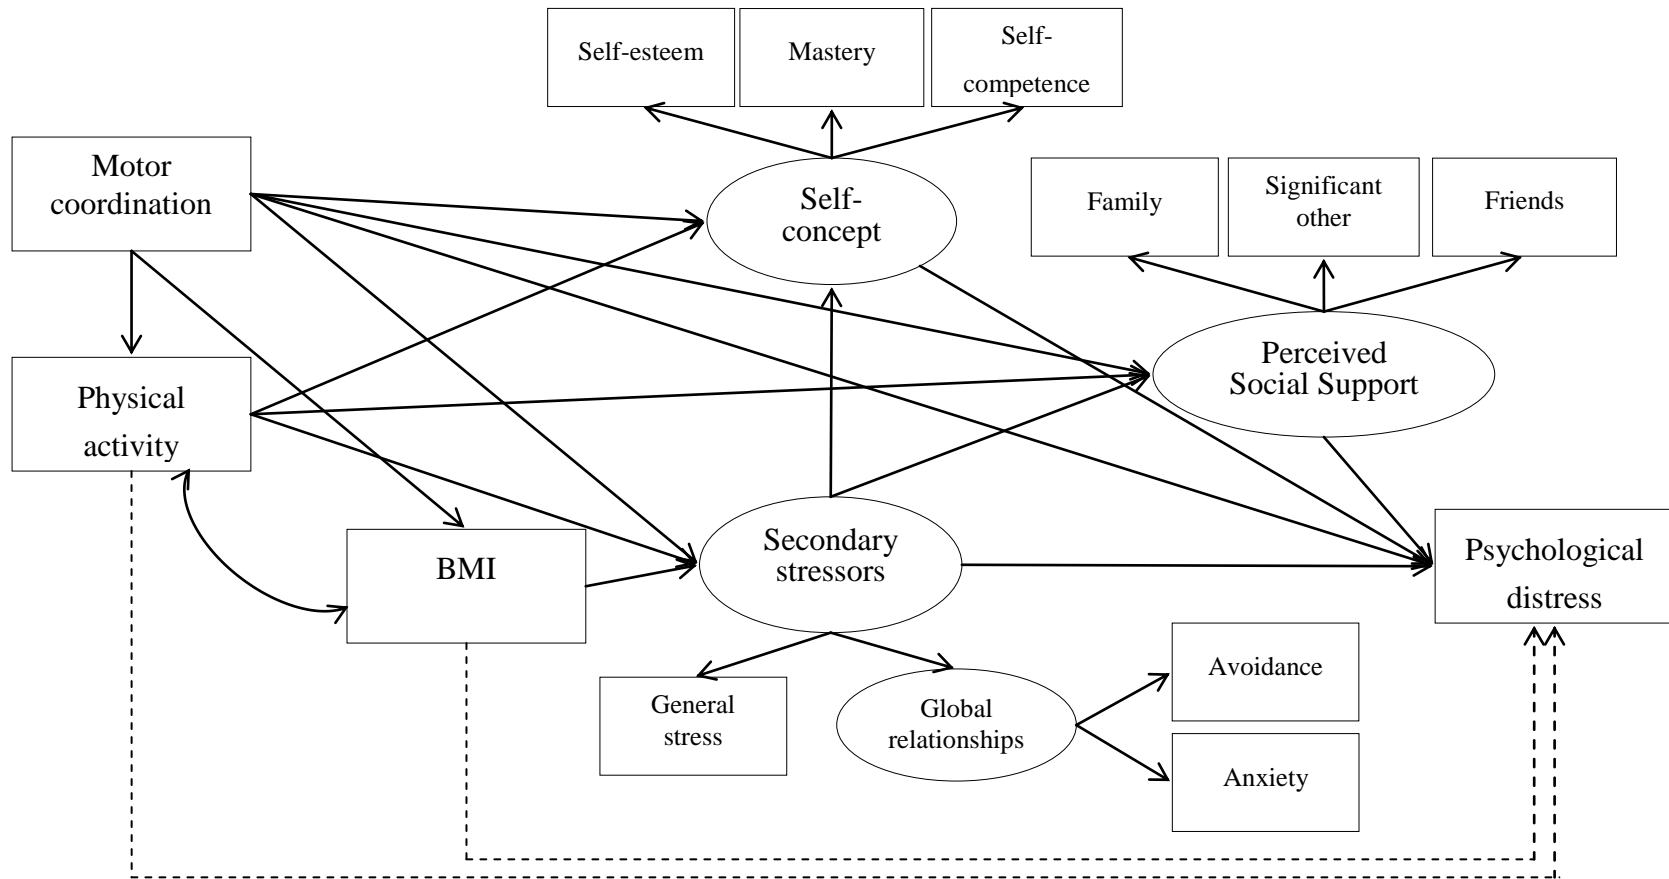 Self-esteem
Mastery
Self-
competence
Motor
coordination
Self-
concept
Family
Significant
other
Friends
Physical
activity
Perceived
Social Support
BMI
Secondary
stressors
Psychological
distress
General
stress
Global
relationships
Avoidance
Anxiety